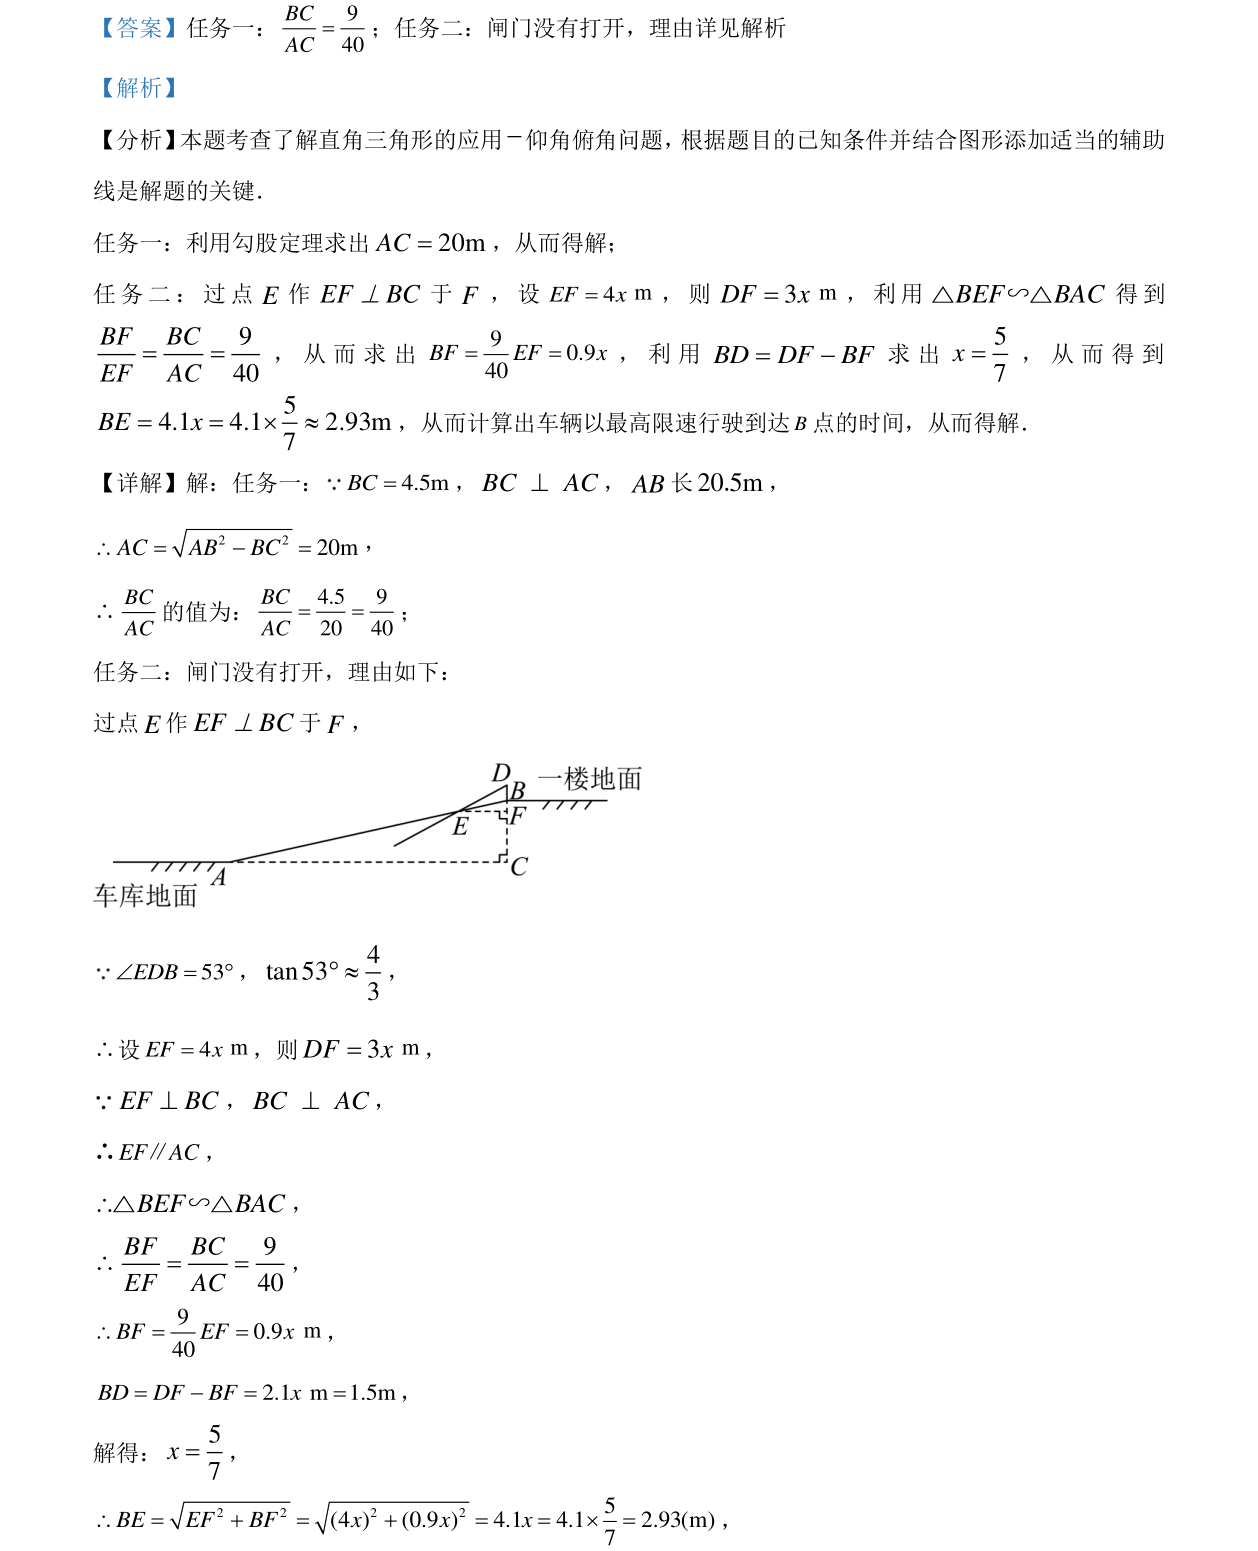 【答案】任务一：BC/AC = 9/40；任务二：闸门没有打开，理由详见解析
【解析】
【分析】本题考查了解直角三角形的应用－仰角俯角问题，根据题目的已知条件并结合图形添加适当的辅助
线是解题的关键．
任务一：利用勾股定理求出 AC = 20m，从而得解；
任务二：过点 E 作 EF ⊥ BC 于 F，设 EF = 4x m，则 DF = 3x m，利用 △BEF∽△BAC 得到
BF/EF = BC/AC = 9/40，从而求出 BF = 9/40 EF = 0.9x，利用 BD = DF − BF 求出 x = 5/7，从而得到
BE = 4.1x = 4.1× 5/7 ≈ 2.93m，从而计算出车辆以最高限速行驶到达 B 点的时间，从而得解．
【详解】解：任务一：∵ BC = 4.5m，BC ⊥ AC，AB 长 20.5m，
∴ AC = √(AB² − BC²) = 20m，
∴ BC/AC 的值为：BC/AC = 4.5/20 = 9/40；
任务二：闸门没有打开，理由如下：
过点 E 作 EF ⊥ BC 于 F，
D
一楼地面
B
E
F
A
C
车库地面
∵ ∠EDB = 53°，tan 53° ≈ 4/3，
∴ 设 EF = 4x m，则 DF = 3x m，
∵ EF ⊥ BC，BC ⊥ AC，
∴ EF // AC，
∴ △BEF∽△BAC，
∴ BF/EF = BC/AC = 9/40，
∴ BF = 9/40 EF = 0.9x m，
BD = DF − BF = 2.1x m = 1.5m，
解得：x = 5/7，
∴ BE = √(EF² + BF²) = √((4x)² + (0.9x)²) = 4.1x = 4.1× 5/7 = 2.93(m)，